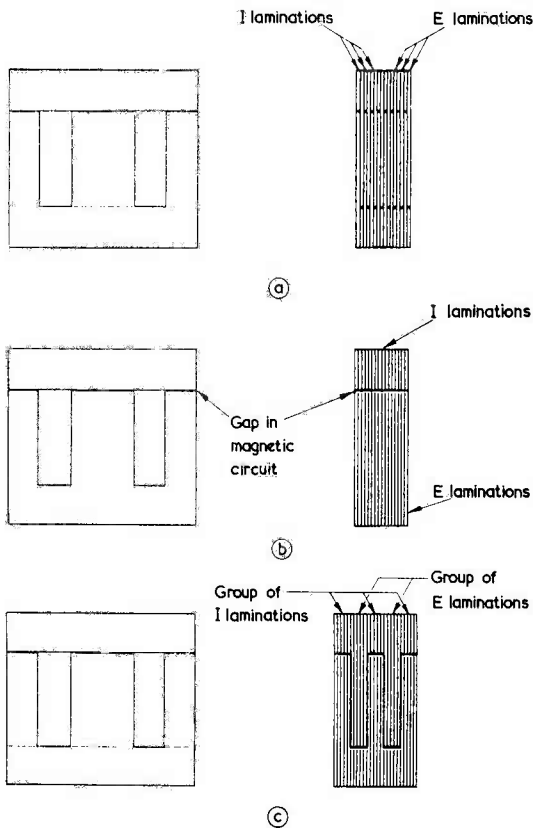 I laminations
E laminations
a
I laminations
Gap in
magnetic
circuit
E laminations
b
Group of
I laminations
Group of
E laminations
c